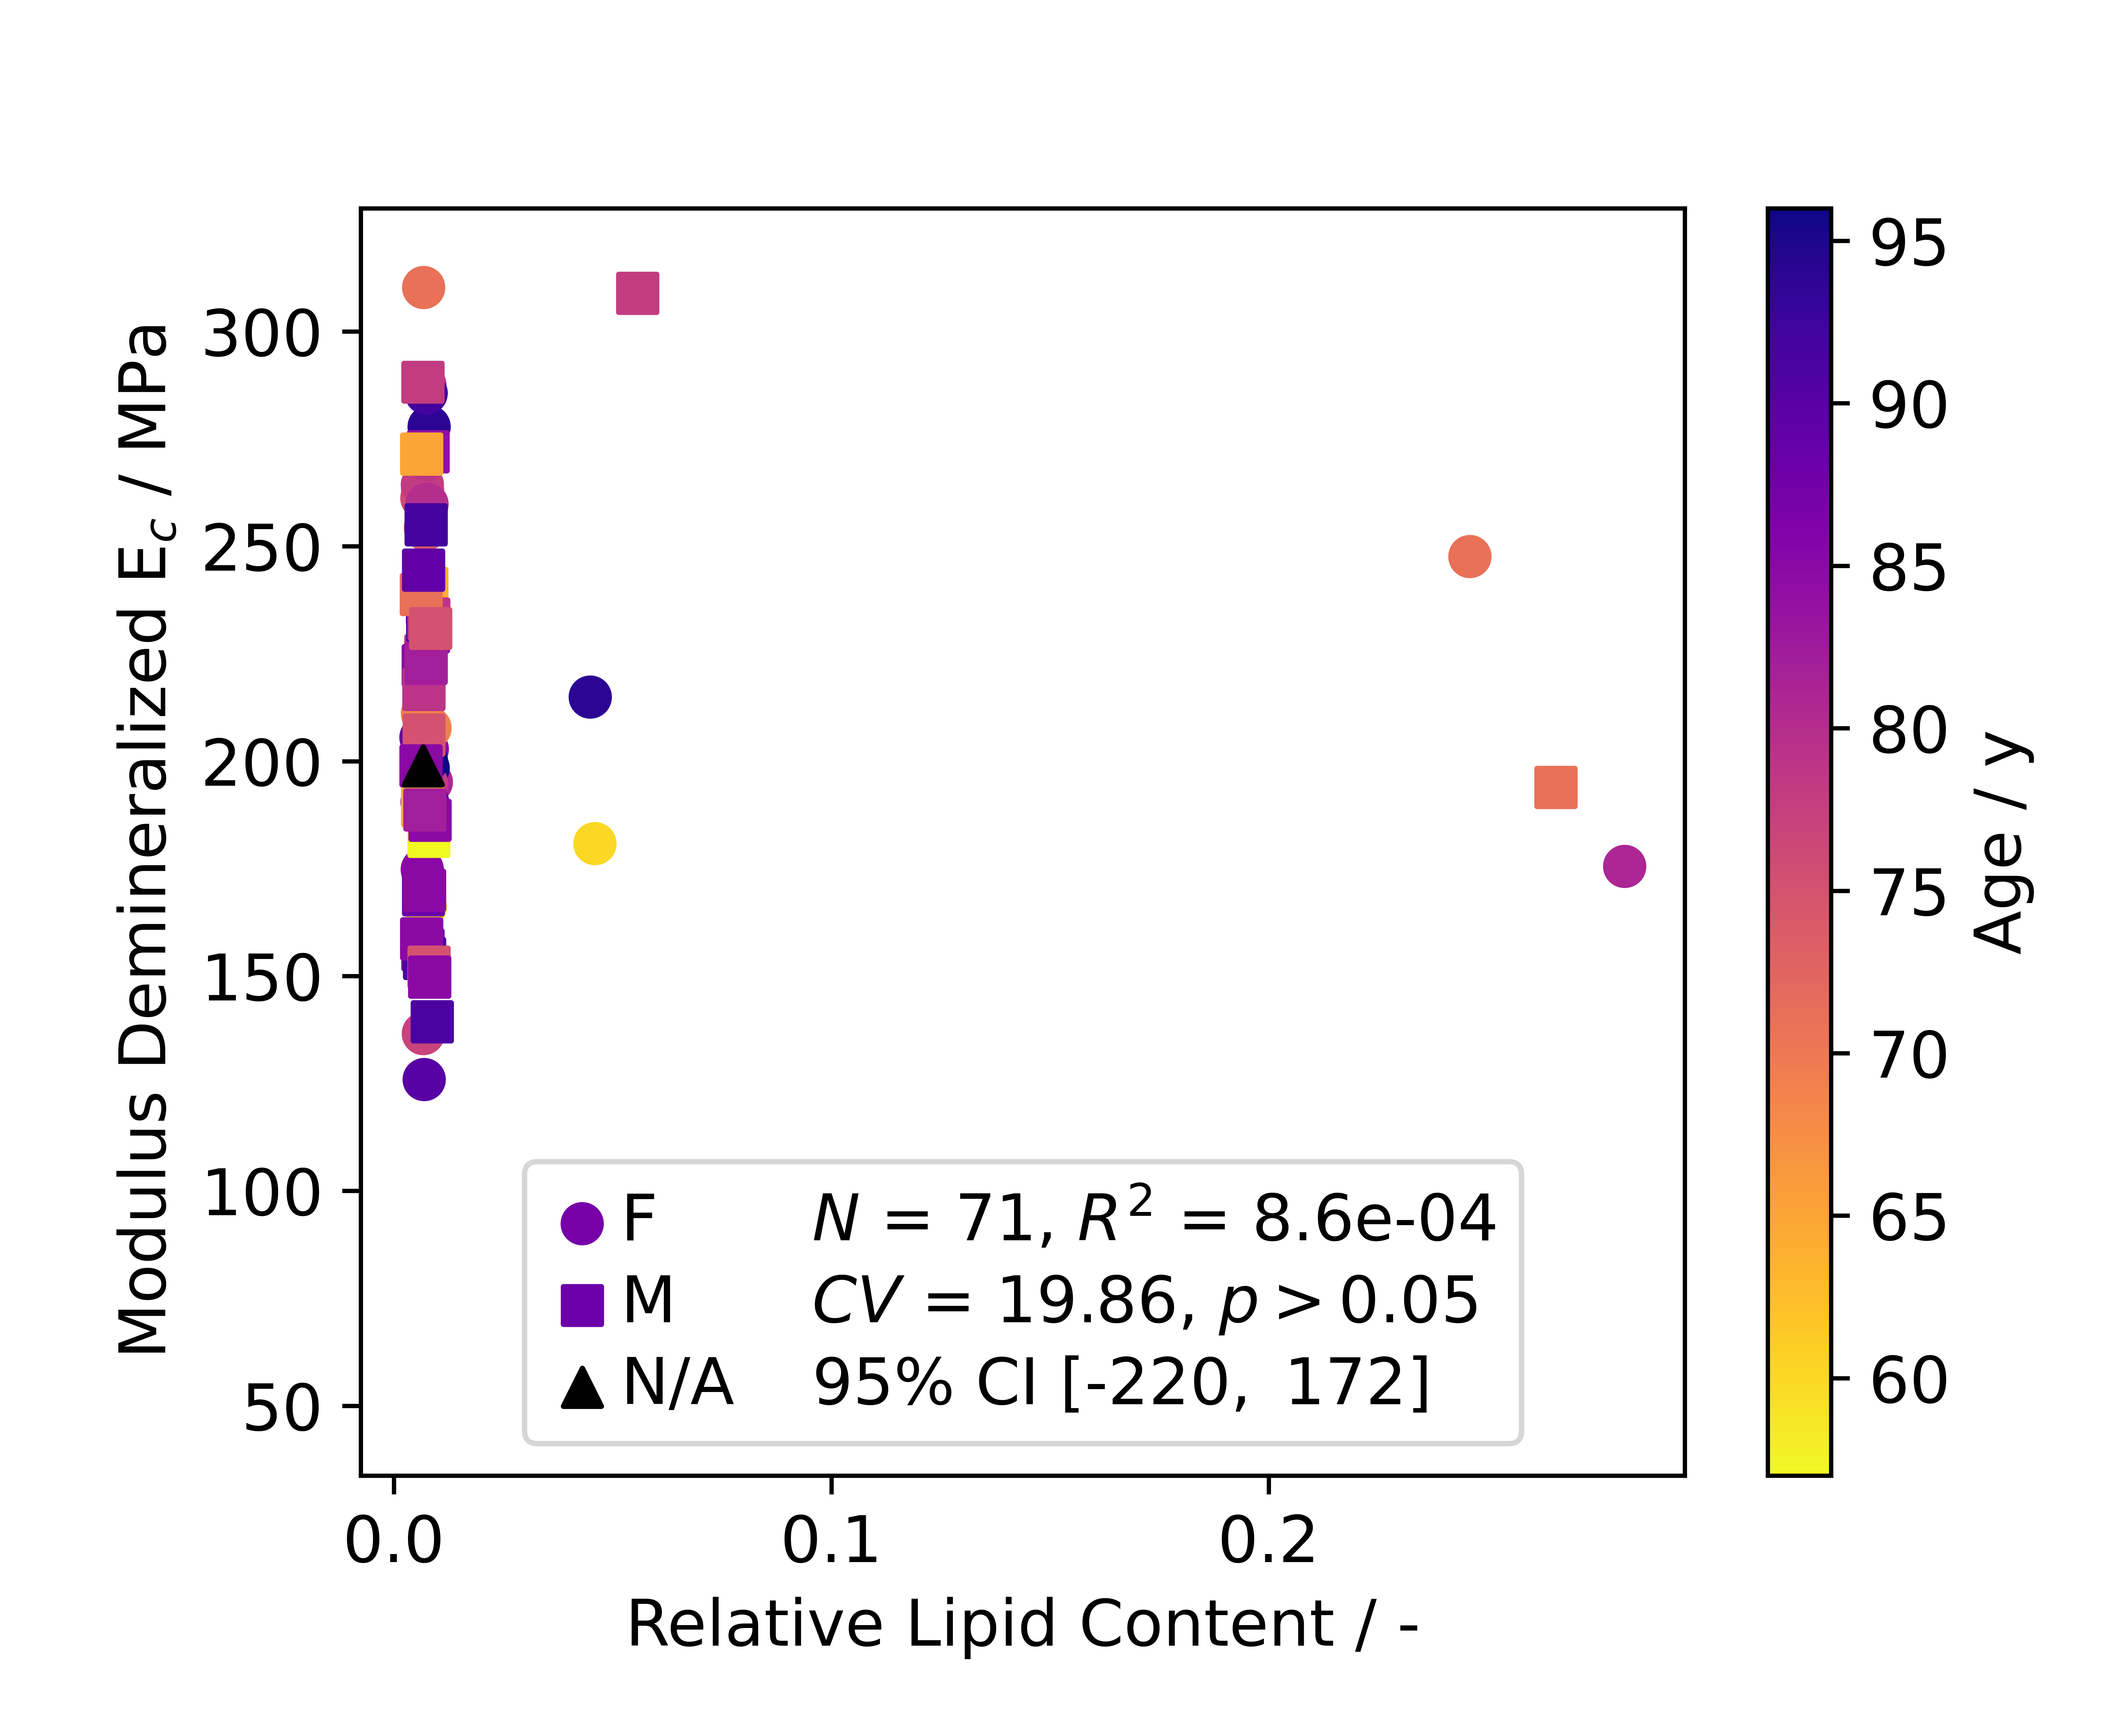 Modulus Demineralized E_c / MPa
300
250
200
150
100
50
F N = 71, R² = 8.6e-04
M CV = 19.86, p > 0.05
N/A 95% CI [-220, 172]
0.0 0.1 0.2
Relative Lipid Content / -
95
90
85
80
75
70
65
60
Age / y